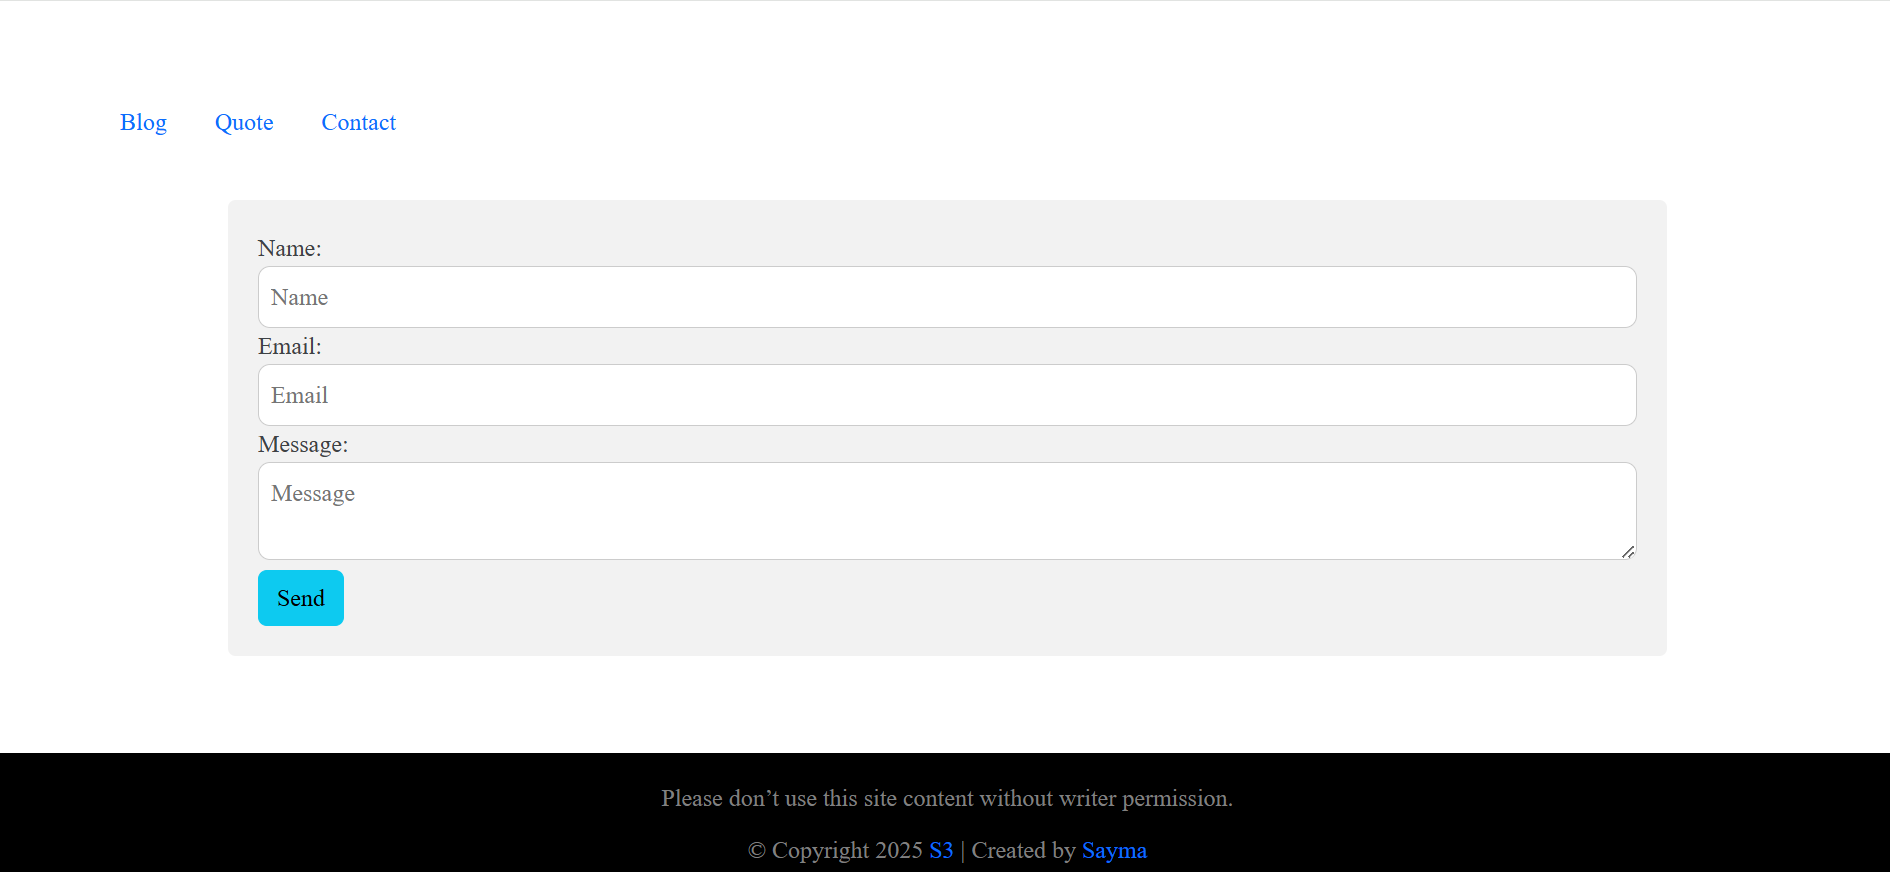 Blog Quote Contact
Name:
Name
Email:
Email
Message:
Message
Send
Please don’t use this site content without writer permission.
© Copyright 2025 S3 | Created by Sayma